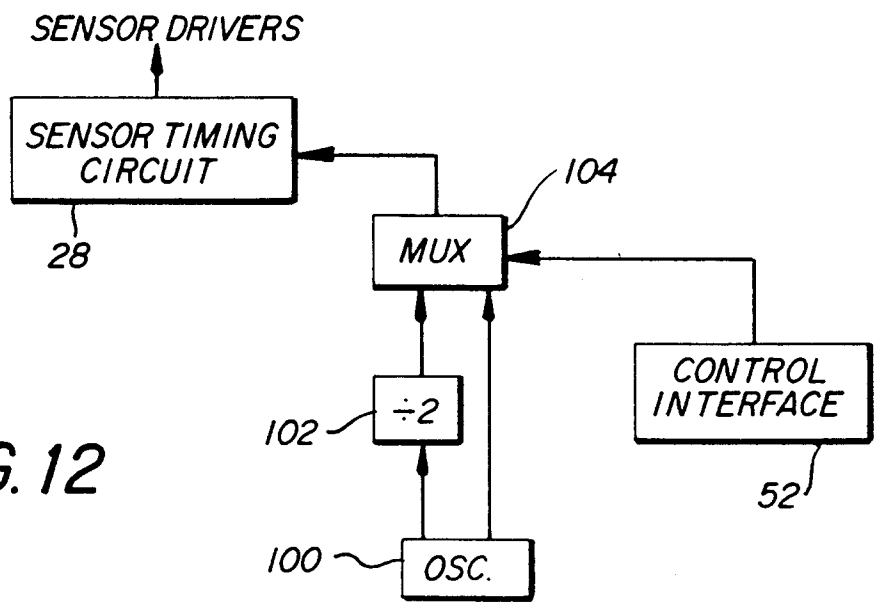 SENSOR DRIVERS
SENSOR TIMING
CIRCUIT
28
104
MUX
CONTROL
INTERFACE
52
102
÷2
G. 12
100
OSC.